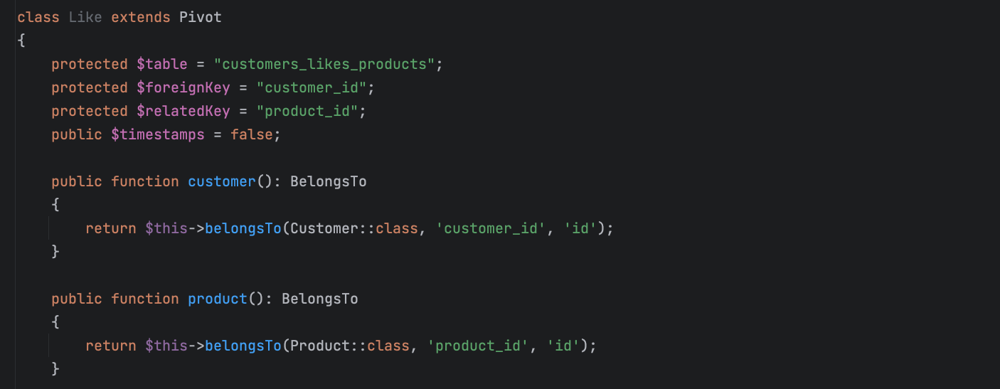 class Like extends Pivot
{
    protected $table = "customers_likes_products";
    protected $foreignKey = "customer_id";
    protected $relatedKey = "product_id";
    public $timestamps = false;

    public function customer(): BelongsTo
    {
        return $this->belongsTo(Customer::class, 'customer_id', 'id');
    }

    public function product(): BelongsTo
    {
        return $this->belongsTo(Product::class, 'product_id', 'id');
    }